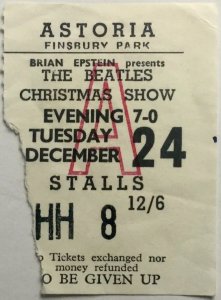 ASTORIA
FINSBURY PARK
BRIAN EPSTEIN presents
THE BEATLES
CHRISTMAS SHOW
A
EVENING 7-0
TUESDAY
DECEMBER 24
STALLS
HH 8 12/6
o Tickets exchanged nor
money refunded
O BE GIVEN UP